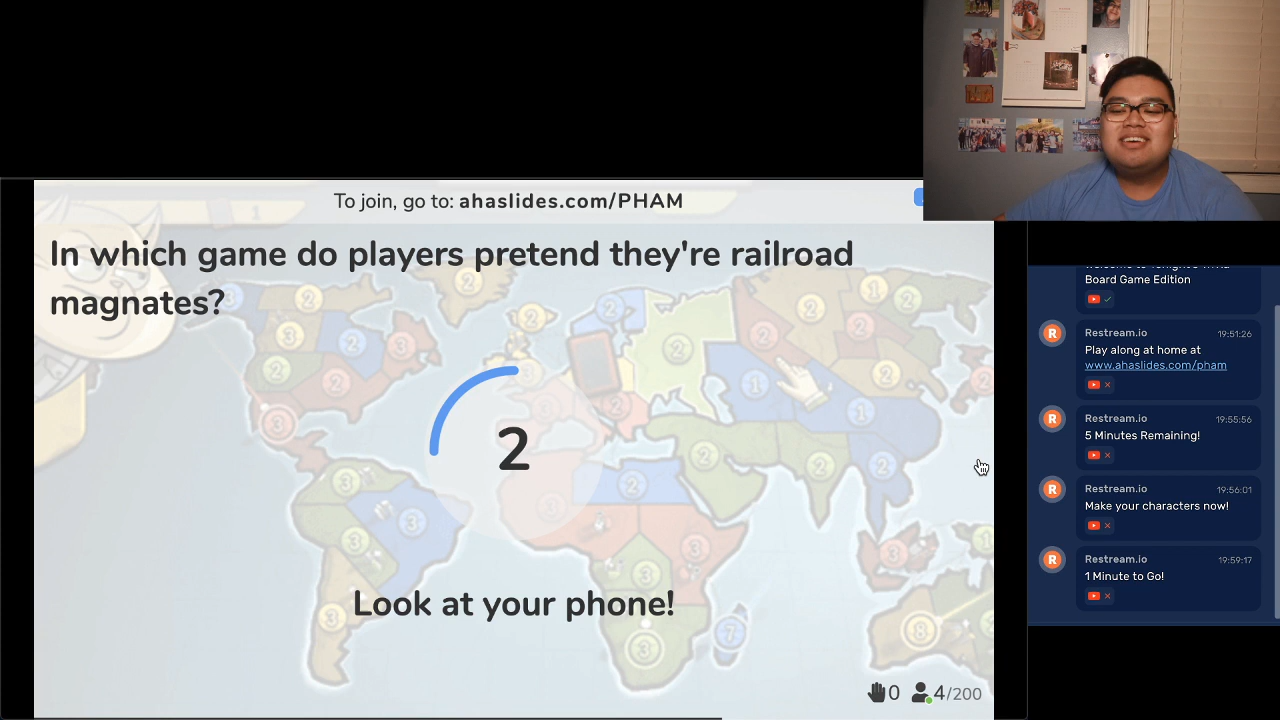 To join, go to: ahaslides.com/PHAM
In which game do players pretend they're railroad
magnates?
2
Look at your phone!
0 4/200
Board Game Edition
Restream.io 19:51:26
Play along at home at
www.ahaslides.com/pham
Restream.io 19:55:56
5 Minutes Remaining!
Restream.io 19:56:01
Make your characters now!
Restream.io 19:59:17
1 Minute to Go!